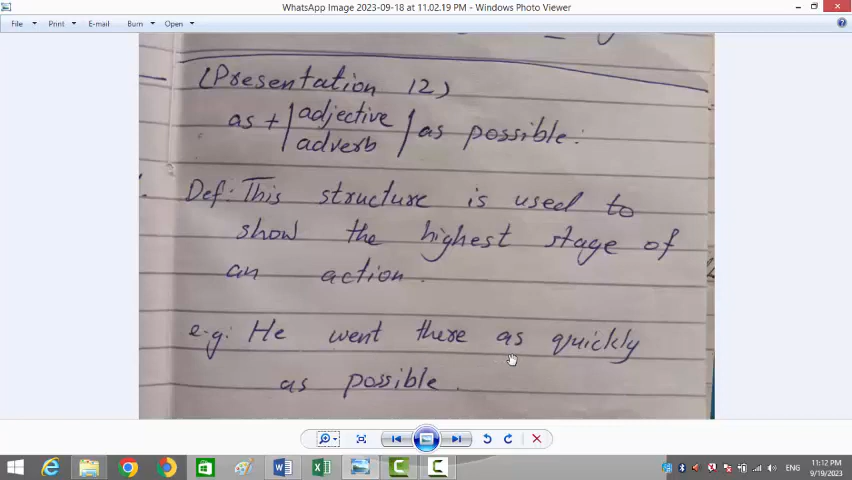 WhatsApp Image 2023-09-18 at 11.02.19 PM - Windows Photo Viewer
File Print E-mail Burn Open
(Presentation 12)
as + | adjective
adverb | as possible:
Def: This structure is used to
show the highest stage of
an action.
e.g: He went there as quickly
as possible.
ENG
11:12 PM
9/19/2023